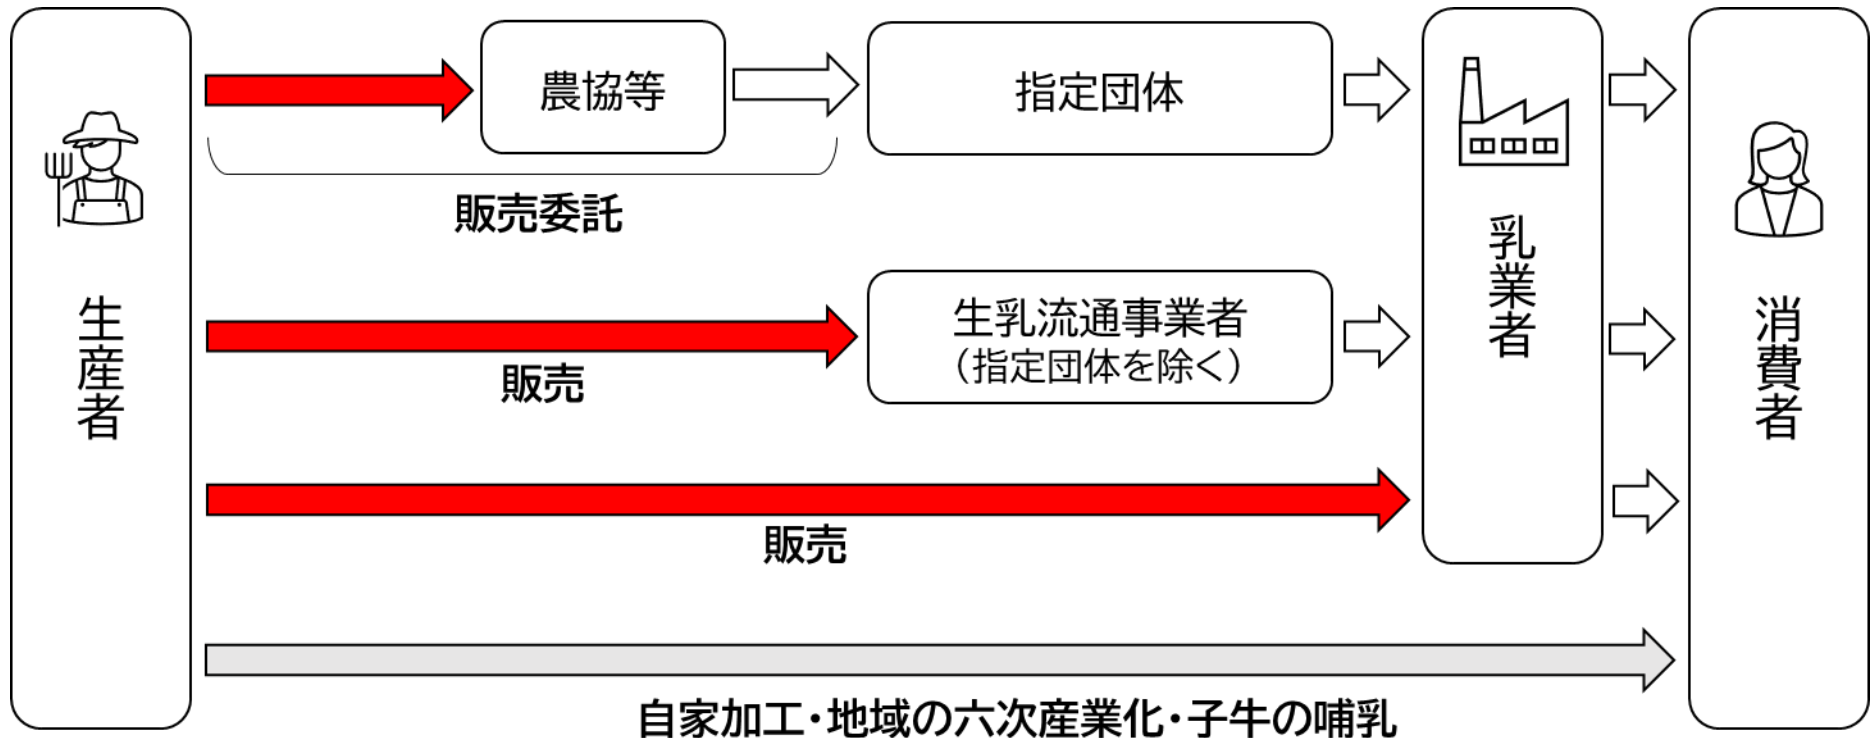 生産者
農協等
指定団体
販売委託
生乳流通事業者
（指定団体を除く）
販売
販売
乳業者
消費者
自家加工・地域の六次産業化・子牛の哺乳